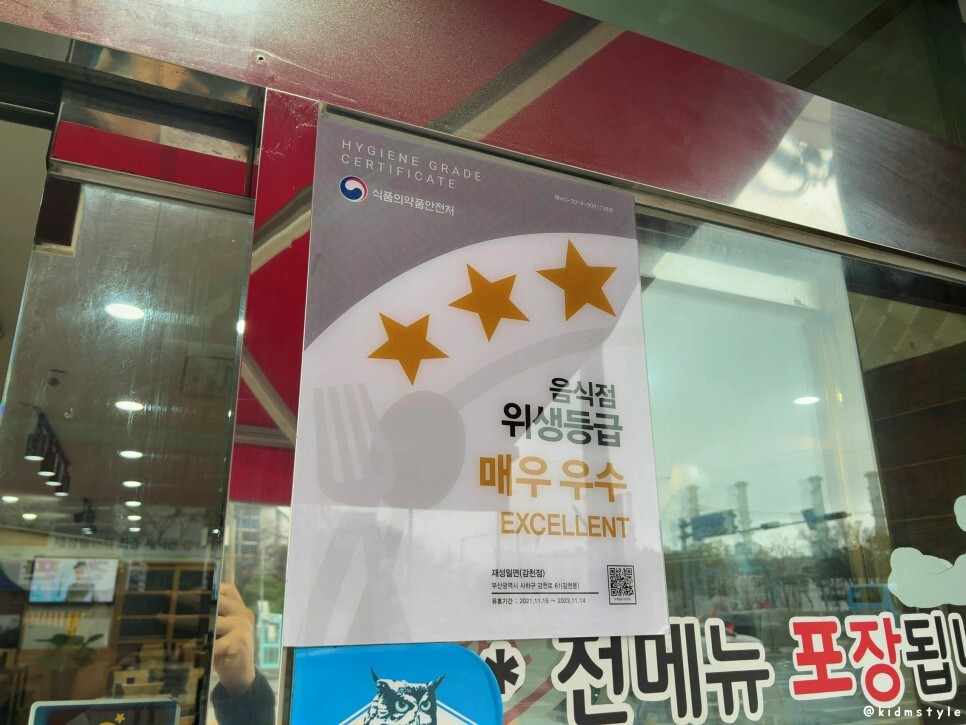 HYGIENE GRADE
CERTIFICATE
식품의약품안전처
음식점
위생등급
매우 우수
EXCELLENT
재성밀면(감천점)
부산광역시 사하구 감천로 61(감천동)
유효기간 : 2021.11.15 ~ 2023.11.14
* 전메뉴 포장됩니
@kidmstyle